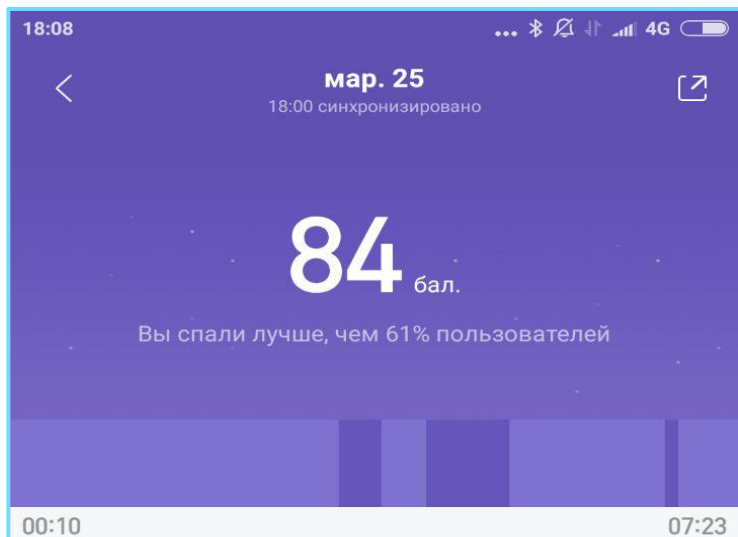 18:08 ... 4G
мар. 25
18:00 синхронизировано
84 бал.
Вы спали лучше, чем 61% пользователей
00:10 07:23